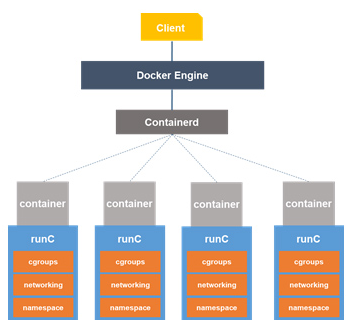 Client
Docker Engine
Containerd
container container container container
runC runC runC runC
cgroups cgroups cgroups cgroups
networking networking networking networking
namespace namespace namespace namespace